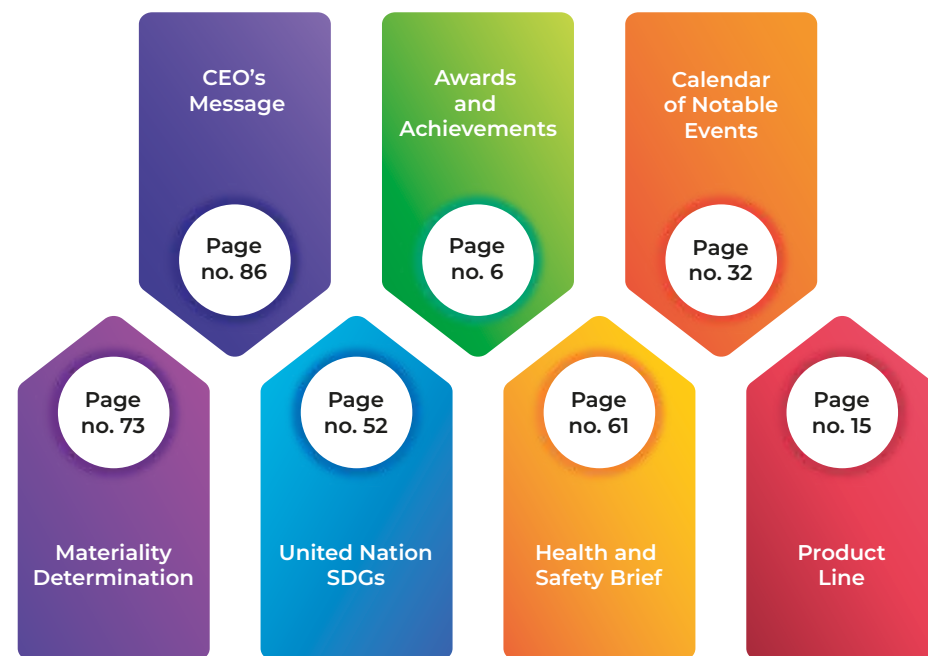 CEO’s
Message
Page
no. 86
Awards
and
Achievements
Page
no. 6
Calendar
of Notable
Events
Page
no. 32
Page
no. 73
Materiality
Determination
Page
no. 52
United Nation
SDGs
Page
no. 61
Health and
Safety Brief
Page
no. 15
Product
Line